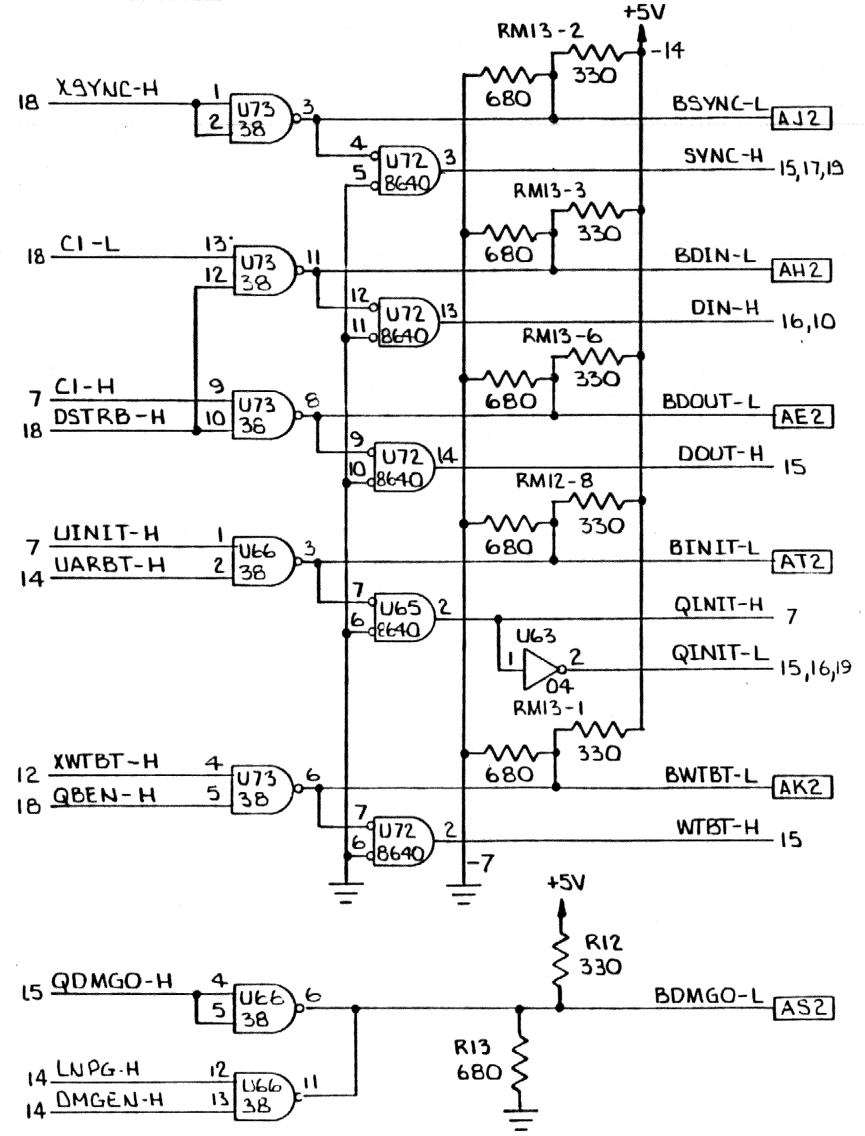 +5V
RM13-2
-14
330
680
18 XSYNC-H 1 2 U73 38 3 BSYNC-L AJ2
4 5 U72 8640 3 SYNC-H 15,17,19
RM13-3
330
680
18 C1-L 13 12 U73 38 11 BDIN-L AH2
12 11 U72 8640 13 DIN-H 16,10
RM13-6
330
680
7 C1-H 9 U73 38 8 BDOUT-L AE2
18 DSTRB-H 10
9 10 U72 8640 14 DOUT-H 15
RM12-8
330
680
7 UINIT-H 1 U66 38 3 BINIT-L AT2
14 UARBT-H 2
7 6 U65 8640 2 QINIT-H 7
U63
1 2 QINIT-L 15,16,19
04
RM13-1
330
680
12 XWTBT-H 4 U73 38 6 BWTBT-L AK2
18 QBEN-H 5
7 6 U72 8640 2 WTBT-H 15
-7
+5V
R12
330
15 QDMGO-H 4 5 U66 38 6 BDMGO-L AS2
R13
680
14 LNPG-H 12 U66 38 11
14 DMGEN-H 13